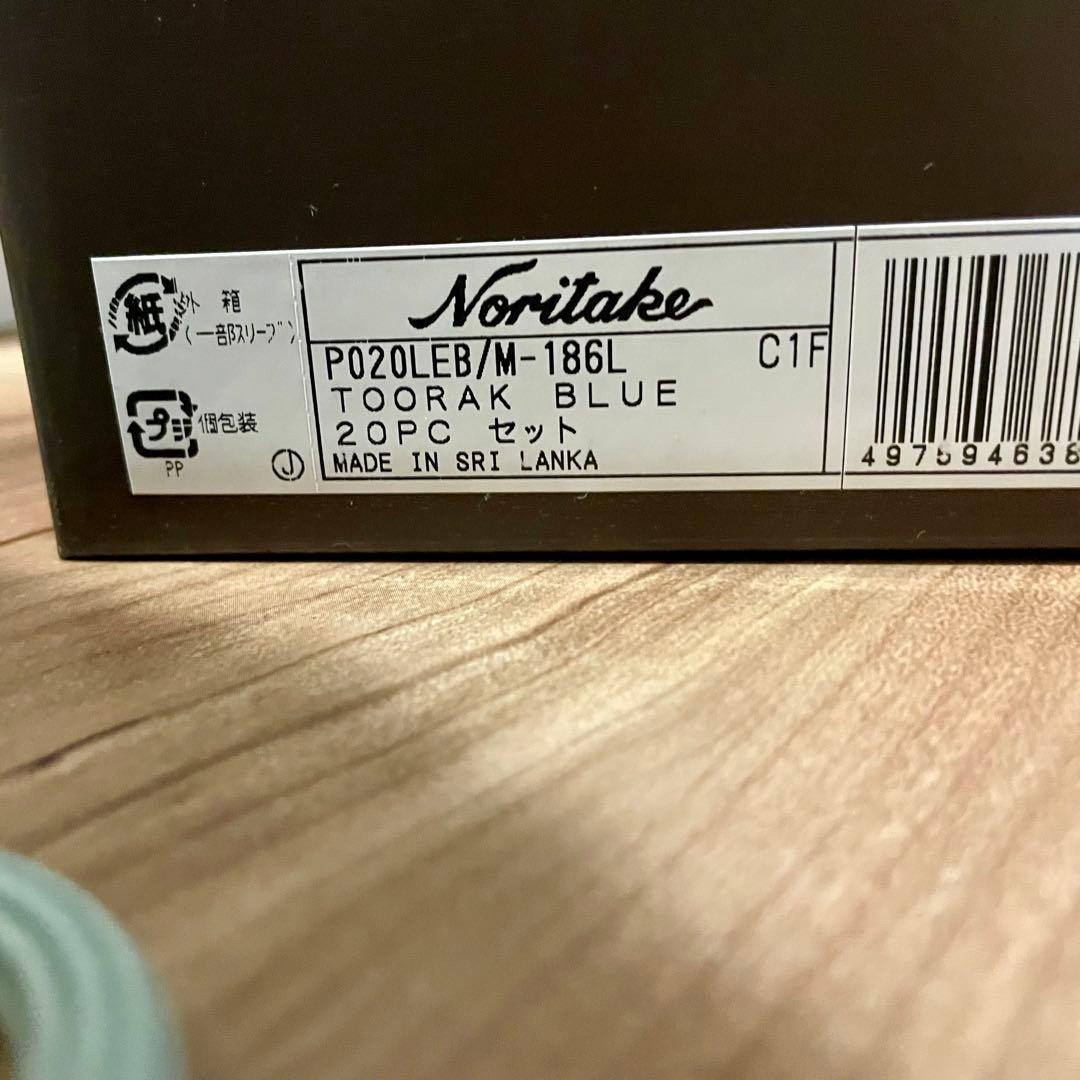 紙
外 箱
(一部スリーブ)
プラ
個包装
PP
J
Noritake
P020LEB/M-186L C1F
TOORAK BLUE
20PC セット
MADE IN SRI LANKA
497594638